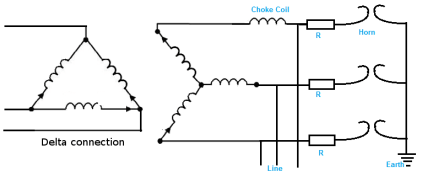 Choke Coil
R
Horn
R
Delta connection
R
Line
Earth